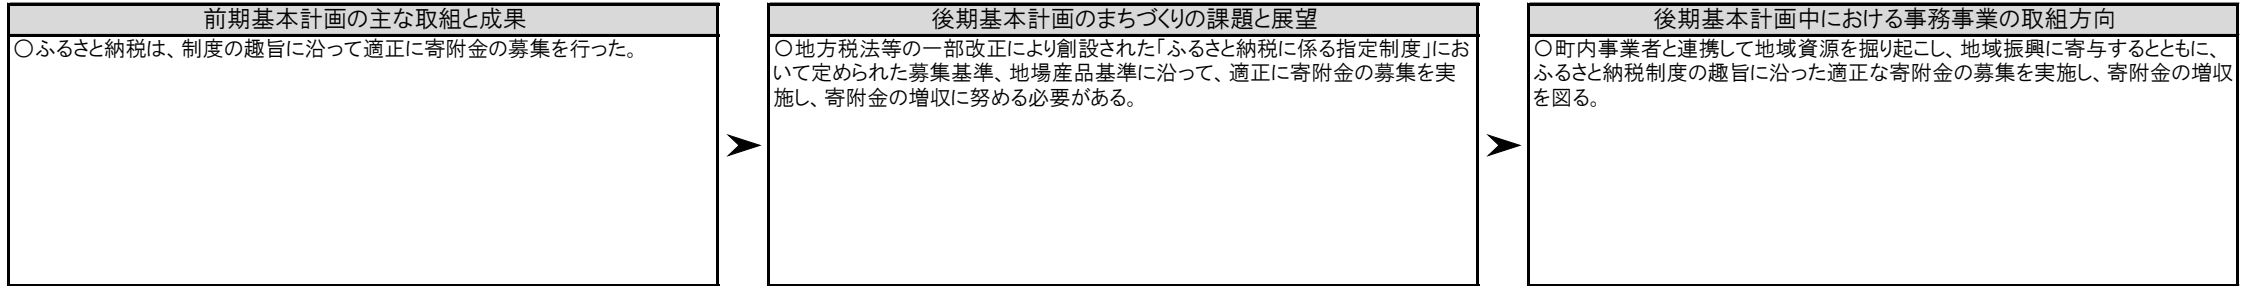 前期基本計画の主な取組と成果
○ふるさと納税は、制度の趣旨に沿って適正に寄附金の募集を行った。
後期基本計画のまちづくりの課題と展望
○地方税法等の一部改正により創設された「ふるさと納税に係る指定制度」にお
いて定められた募集基準、地場産品基準に沿って、適正に寄附金の募集を実
施し、寄附金の増収に努める必要がある。
後期基本計画中における事務事業の取組方向
○町内事業者と連携して地域資源を掘り起こし、地域振興に寄与するとともに、
ふるさと納税制度の趣旨に沿った適正な寄附金の募集を実施し、寄附金の増収
を図る。